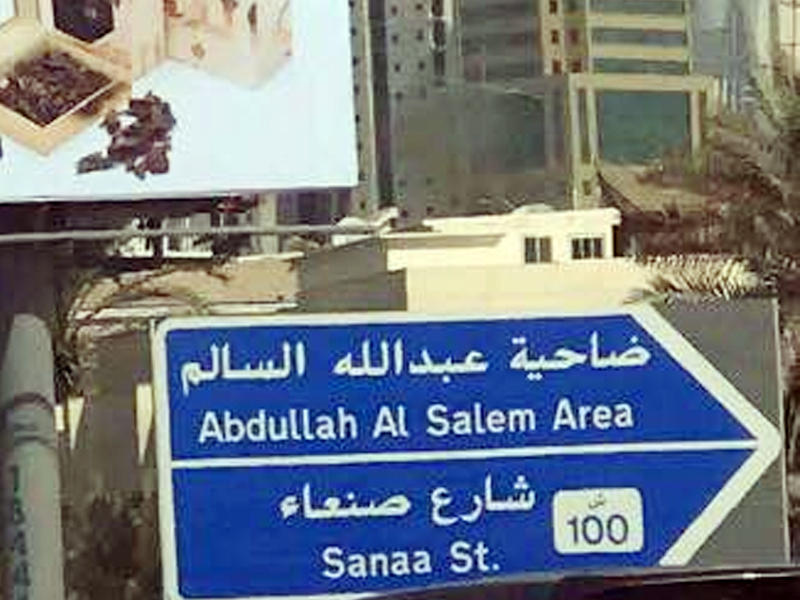 ضاحية عبدالله السالم
Abdullah Al Salem Area
شارع صنعاء
ش
100
Sanaa St.